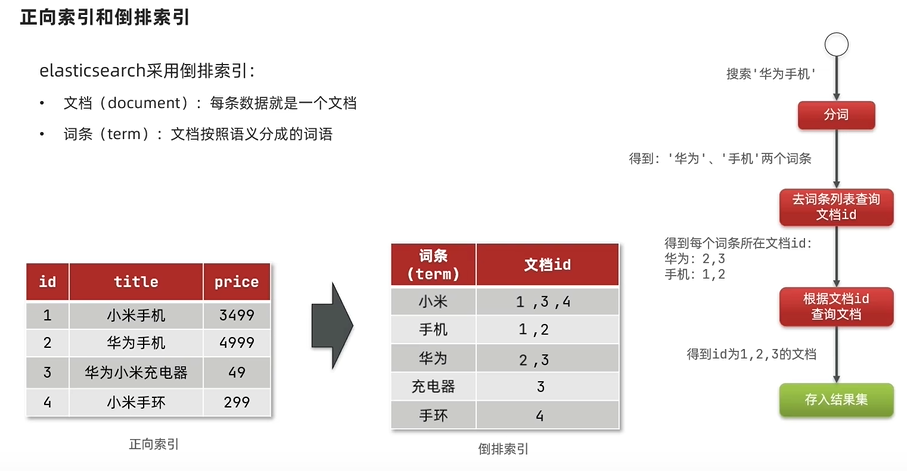 正向索引和倒排索引
elasticsearch采用倒排索引：
• 文档（document）：每条数据就是一个文档
• 词条（term）：文档按照语义分成的词语
id title price
1 小米手机 3499
2 华为手机 4999
3 华为小米充电器 49
4 小米手环 299
正向索引
词条
(term) 文档id
小米 1 ,3 ,4
手机 1 ,2
华为 2 ,3
充电器 3
手环 4
倒排索引
搜索'华为手机'
分词
得到：'华为'、'手机'两个词条
去词条列表查询
文档id
得到每个词条所在文档id：
华为：2,3
手机：1,2
根据文档id
查询文档
得到id为1,2,3的文档
存入结果集